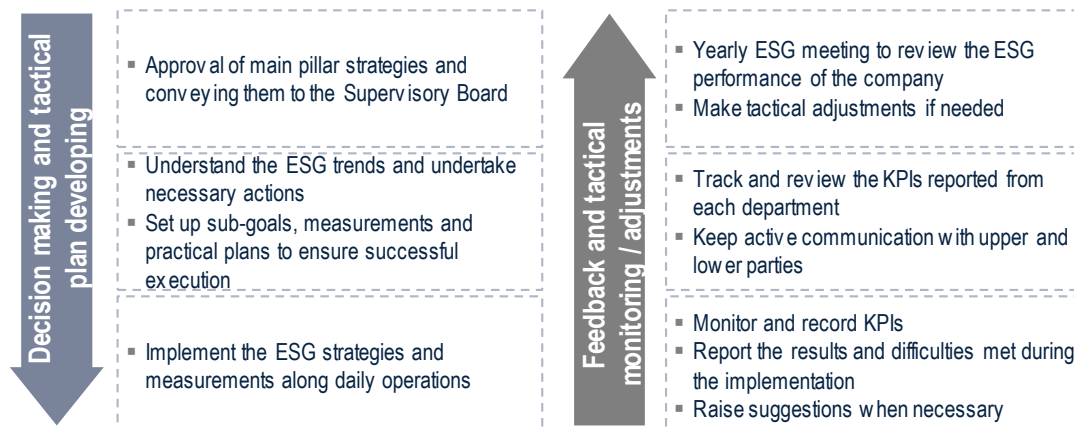 Decision making and tactical
plan developing
▪ Approval of main pillar strategies and
conveying them to the Supervisory Board
▪ Understand the ESG trends and undertake
necessary actions
▪ Set up sub-goals, measurements and
practical plans to ensure successful
execution
▪ Implement the ESG strategies and
measurements along daily operations
Feedback and tactical
monitoring / adjustments
▪ Yearly ESG meeting to review the ESG
performance of the company
▪ Make tactical adjustments if needed
▪ Track and review the KPIs reported from
each department
▪ Keep active communication with upper and
lower parties
▪ Monitor and record KPIs
▪ Report the results and difficulties met during
the implementation
▪ Raise suggestions when necessary